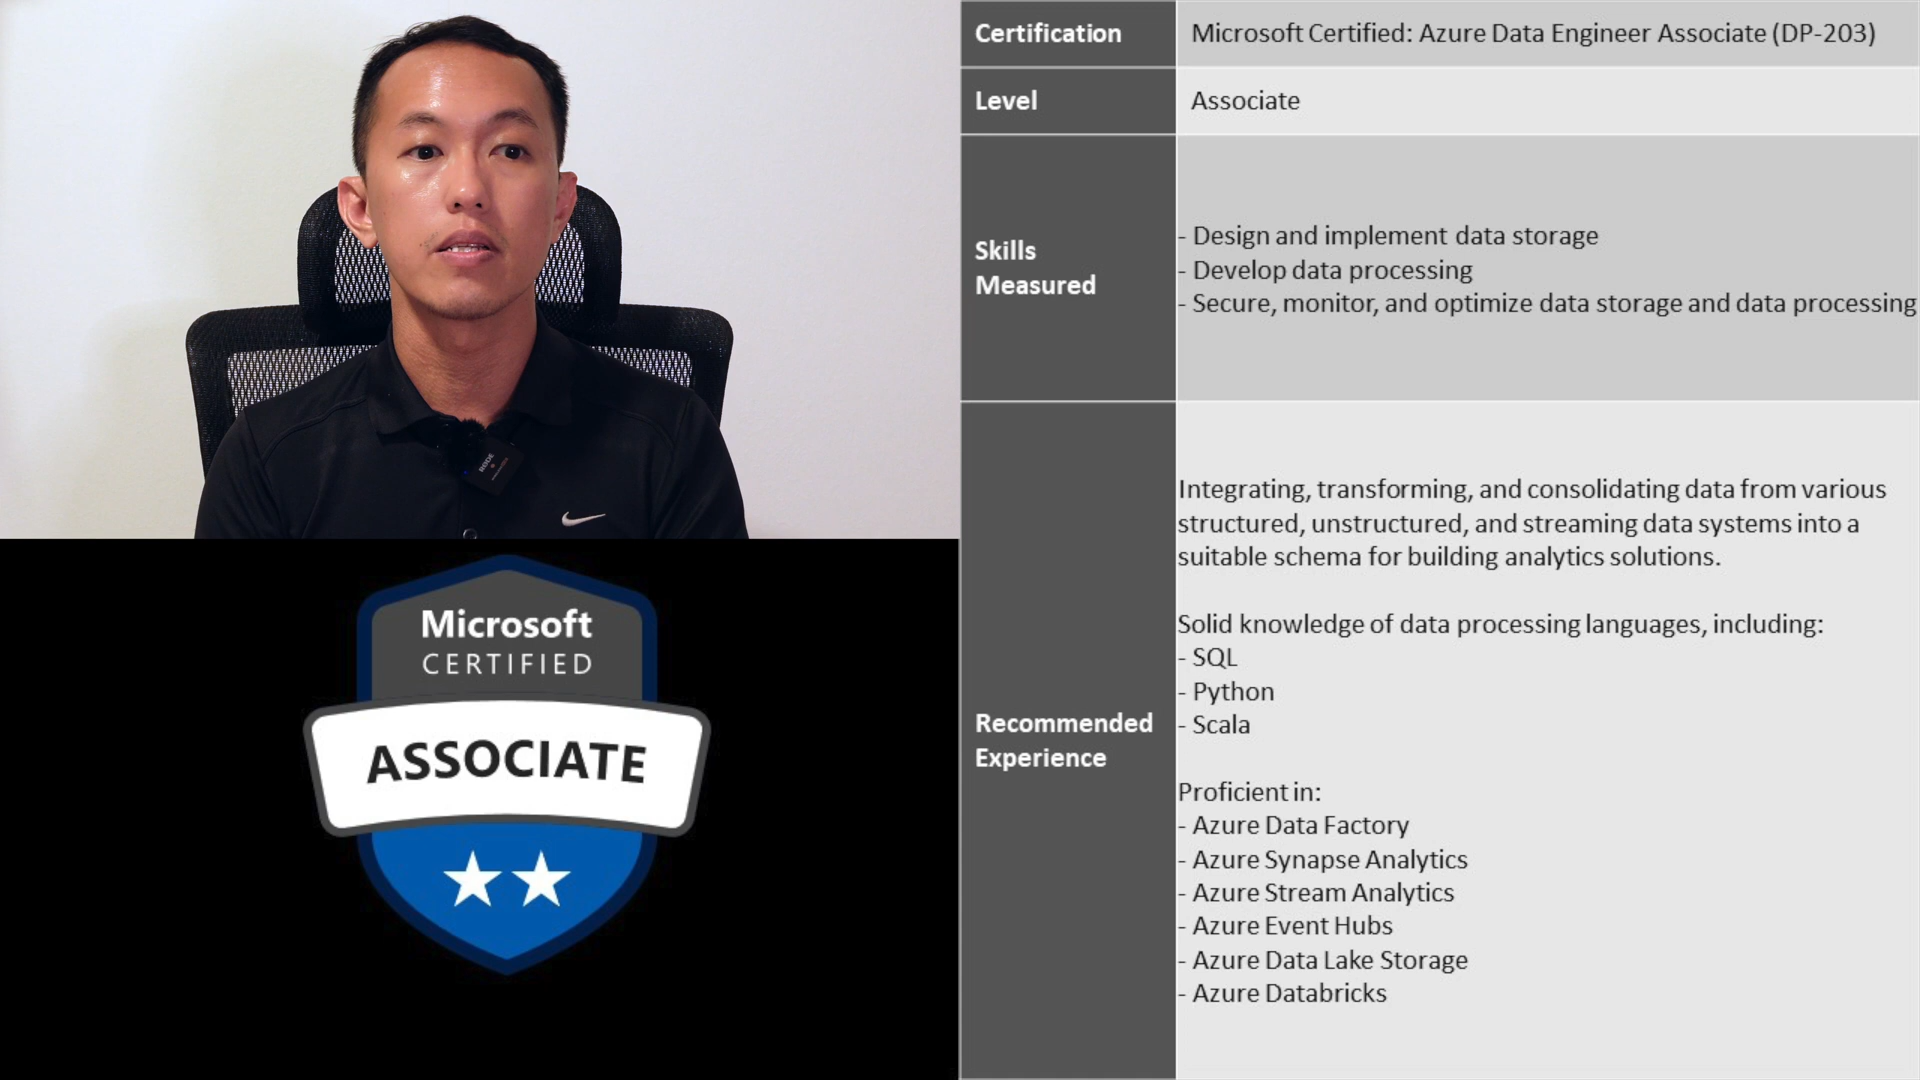 RODE
Microsoft
CERTIFIED
ASSOCIATE
Certification
Microsoft Certified: Azure Data Engineer Associate (DP-203)
Level
Associate
Skills
Measured
- Design and implement data storage
- Develop data processing
- Secure, monitor, and optimize data storage and data processing
Recommended
Experience
Integrating, transforming, and consolidating data from various
structured, unstructured, and streaming data systems into a
suitable schema for building analytics solutions.
Solid knowledge of data processing languages, including:
- SQL
- Python
- Scala
Proficient in:
- Azure Data Factory
- Azure Synapse Analytics
- Azure Stream Analytics
- Azure Event Hubs
- Azure Data Lake Storage
- Azure Databricks